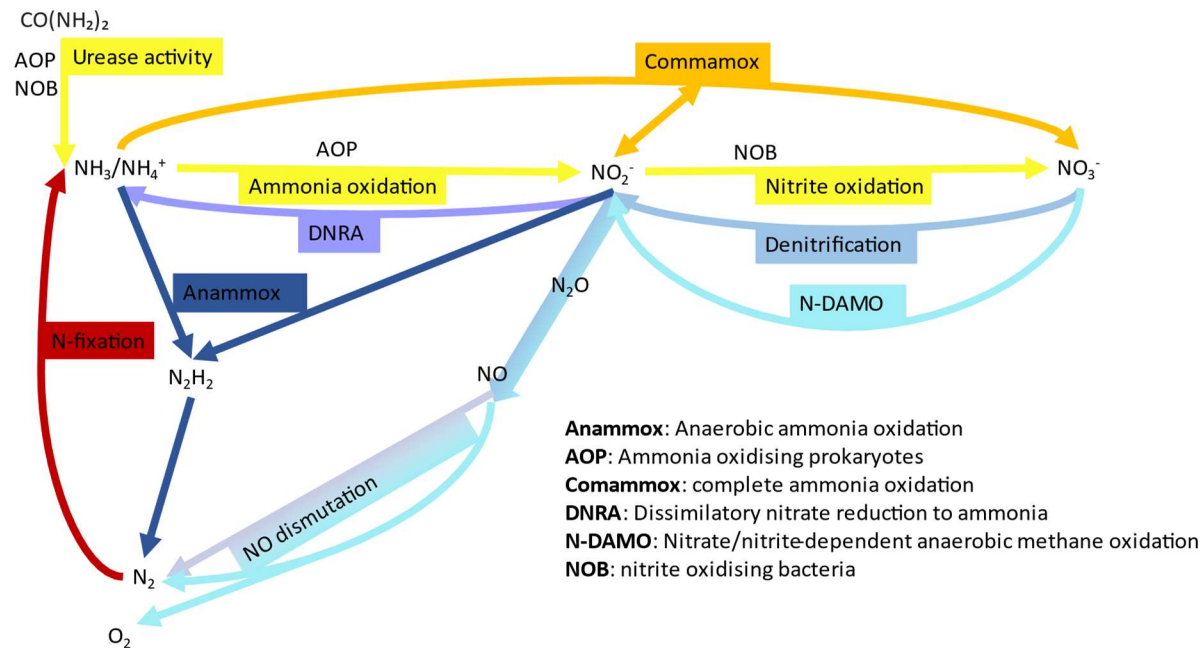 CO(NH₂)₂
AOP
NOB
Urease activity
Commamox
NH₃/NH₄⁺
AOP
Ammonia oxidation
NO₂⁻
NOB
Nitrite oxidation
NO₃⁻
DNRA
Denitrification
Anammox
N₂O
N-DAMO
N-fixation
N₂H₂
NO
NO dismutation
N₂
O₂
Anammox: Anaerobic ammonia oxidation
AOP: Ammonia oxidising prokaryotes
Comammox: complete ammonia oxidation
DNRA: Dissimilatory nitrate reduction to ammonia
N-DAMO: Nitrate/nitrite-dependent anaerobic methane oxidation
NOB: nitrite oxidising bacteria